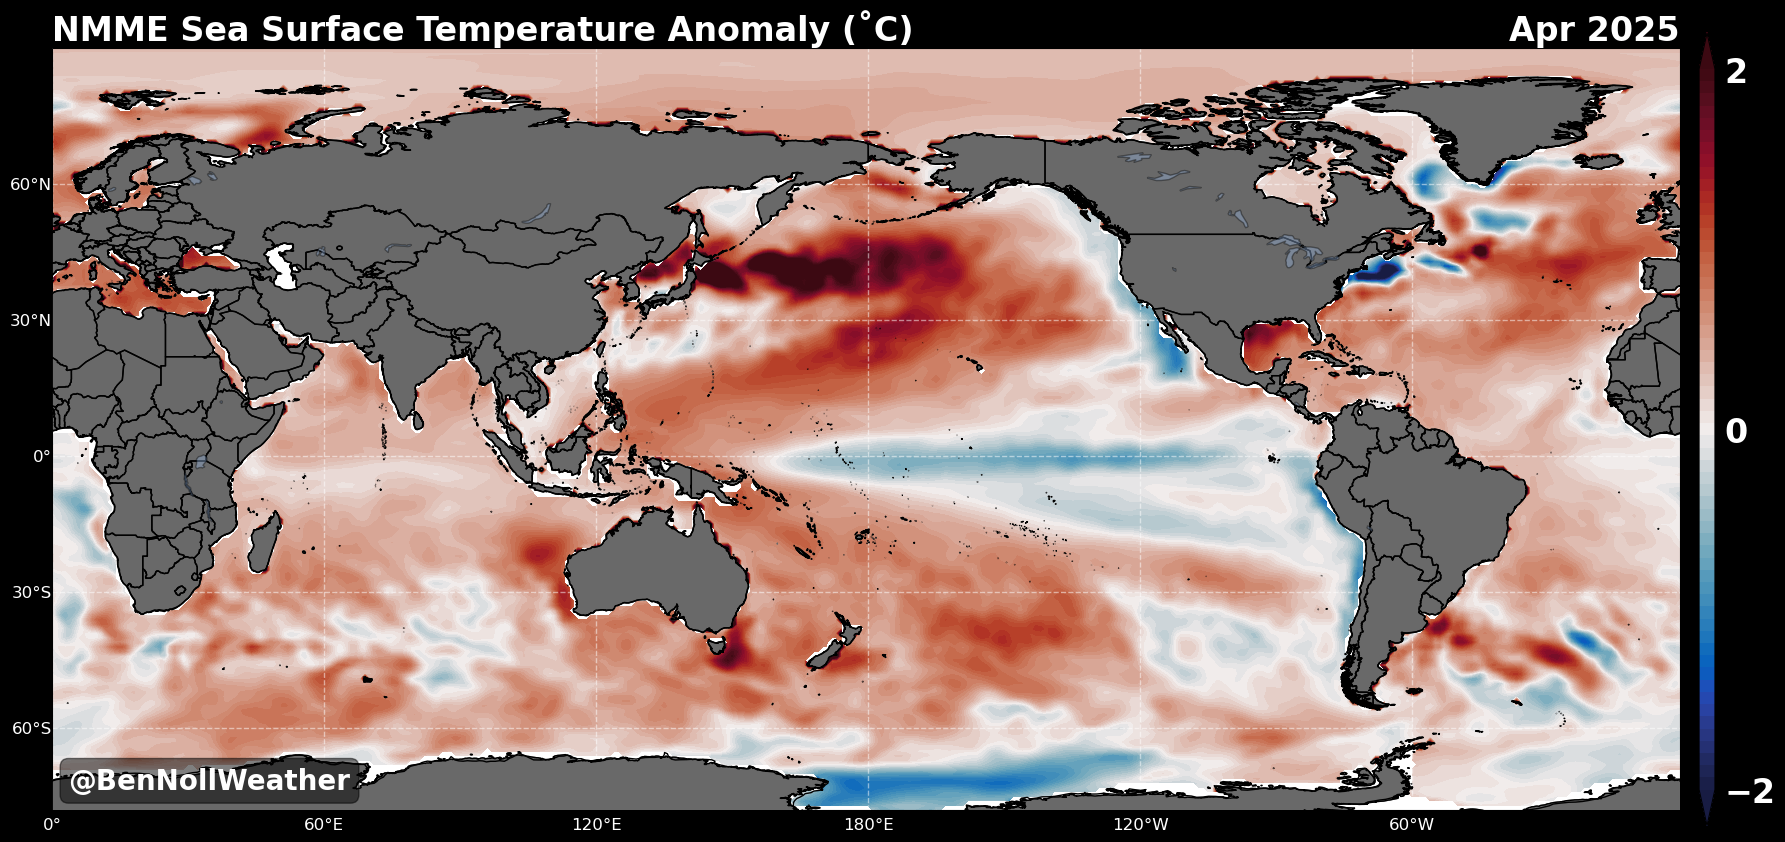 NMME Sea Surface Temperature Anomaly (˚C)
Apr 2025
2
0
−2
60°N
30°N
0°
30°S
60°S
@BenNollWeather
0°
60°E
120°E
180°E
120°W
60°W